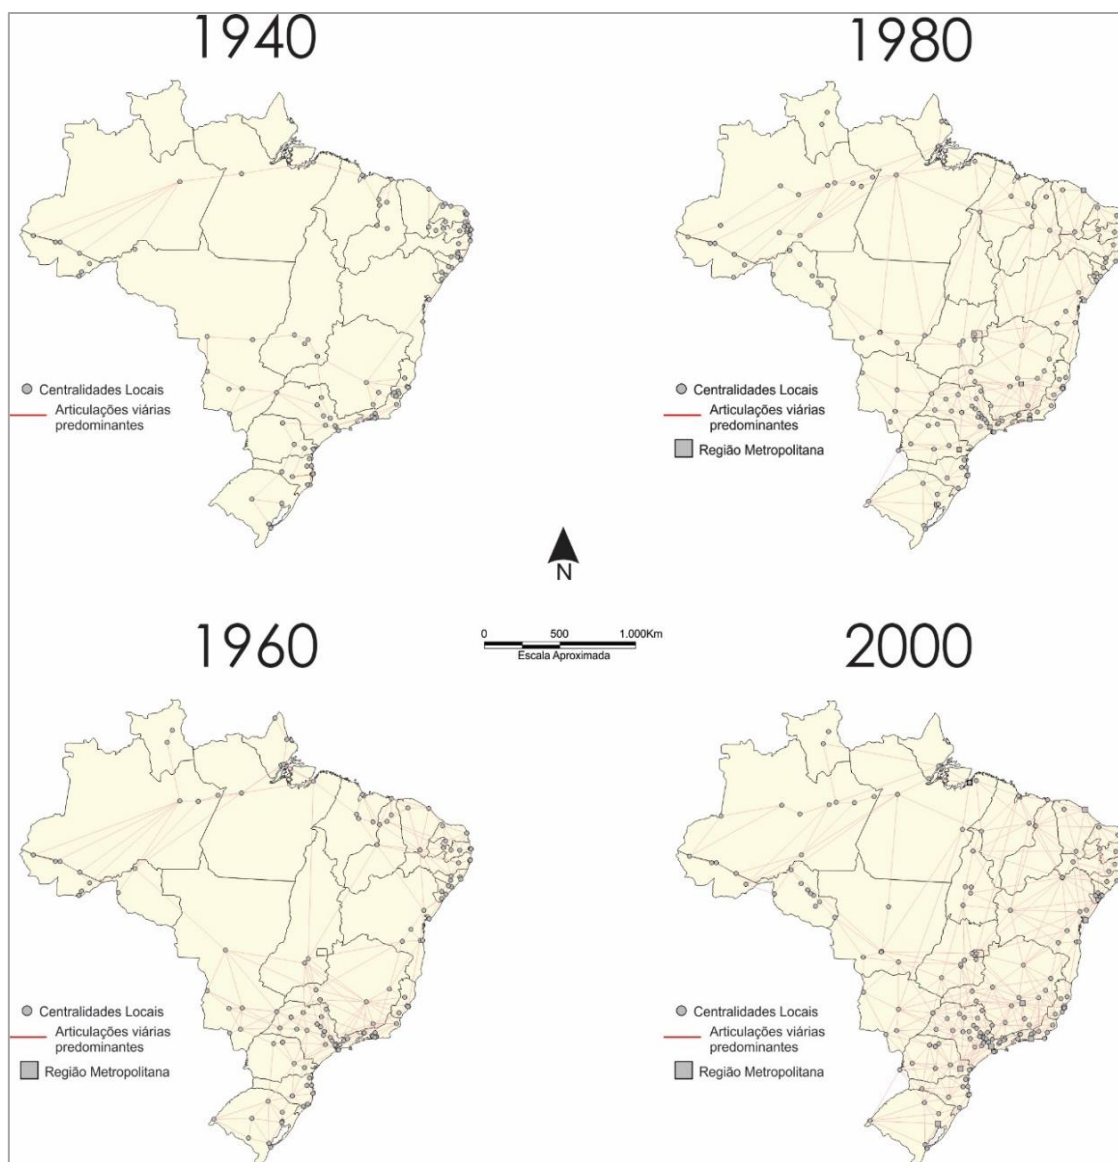 1940
1980
Centralidades Locais
Articulações viárias
predominantes
Centralidades Locais
Articulações viárias
predominantes
Região Metropolitana
N
1960
0 500 1.000Km
Escala Aproximada
2000
Centralidades Locais
Articulações viárias
predominantes
Região Metropolitana
Centralidades Locais
Articulações viárias
predominantes
Região Metropolitana